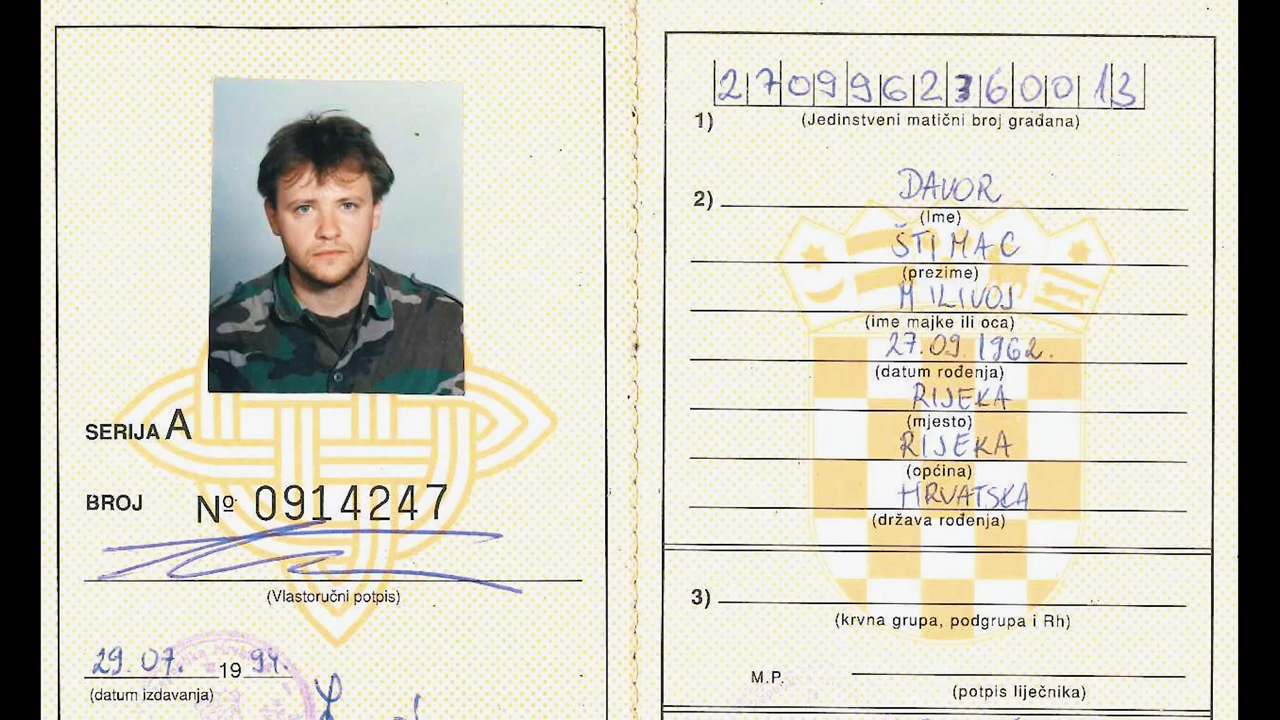 SERIJA A
BROJ Nº 0914247
(Vlastoručni potpis)
29. 07. 1994.
(datum izdavanja)
2709962360013
1) (Jedinstveni matični broj građana)
2) DAVOR
(Ime)
ŠTIMAC
(prezime)
MILIVOJ
(ime majke ili oca)
27.09. 1962.
(datum rođenja)
RIJEKA
(mjesto)
RIJEKA
(općina)
HRVATSKA
(država rođenja)
3)
(krvna grupa, podgrupa i Rh)
M.P.
(potpis liječnika)